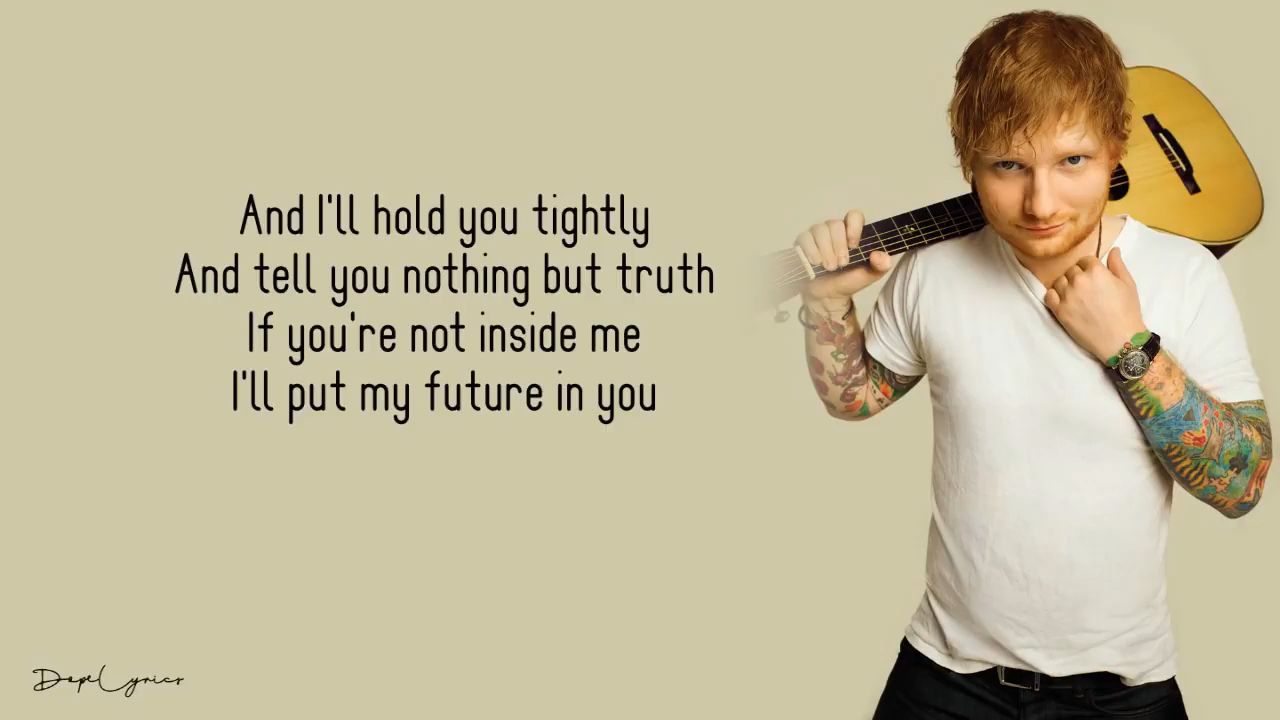 And I'll hold you tightly
And tell you nothing but truth
If you're not inside me
I'll put my future in you
DopeLyrics